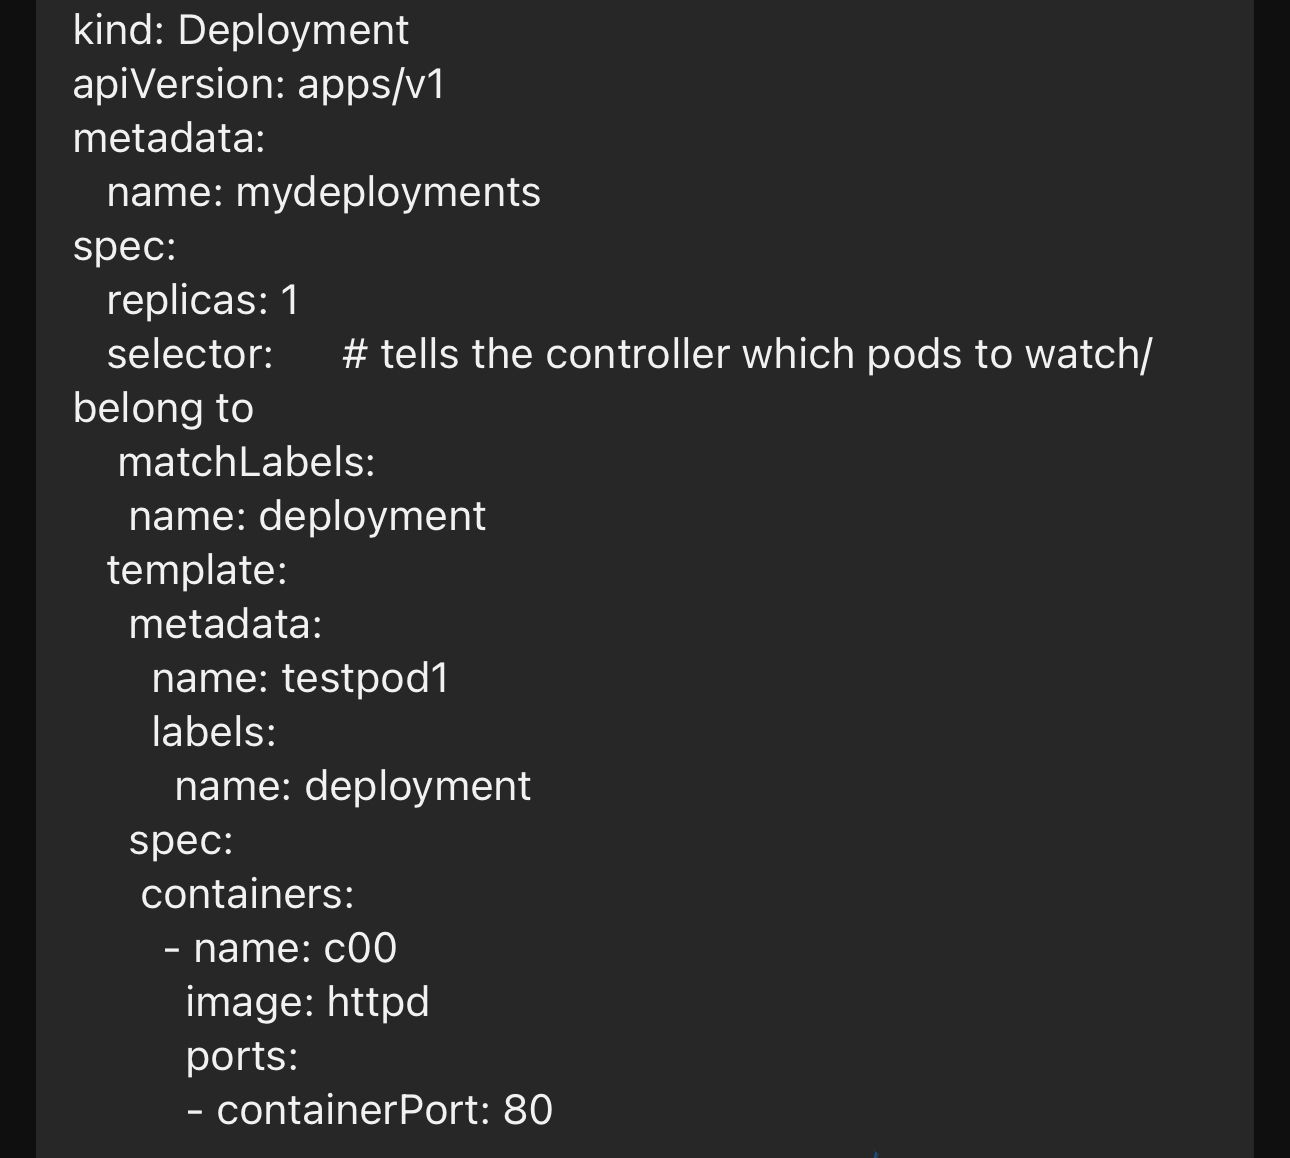 kind: Deployment
apiVersion: apps/v1
metadata:
   name: mydeployments
spec:
   replicas: 1
   selector:      # tells the controller which pods to watch/
belong to
    matchLabels:
     name: deployment
   template:
     metadata:
       name: testpod1
       labels:
         name: deployment
     spec:
      containers:
        - name: c00
          image: httpd
          ports:
          - containerPort: 80